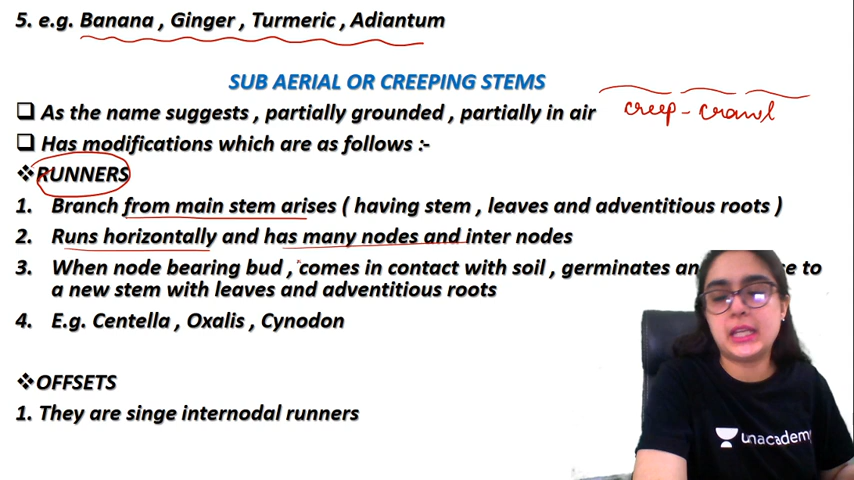 5. e.g. Banana , Ginger , Turmeric , Adiantum
SUB AERIAL OR CREEPING STEMS
❑ As the name suggests , partially grounded , partially in air
creep - crawl
❑ Has modifications which are as follows :-
❖RUNNERS
1. Branch from main stem arises ( having stem , leaves and adventitious roots )
2. Runs horizontally and has many nodes and inter nodes
3. When node bearing bud , comes in contact with soil , germinates to
a new stem with leaves and adventitious roots
4. E.g. Centella , Oxalis , Cynodon
❖OFFSETS
1. They are singe internodal runners
unacademy